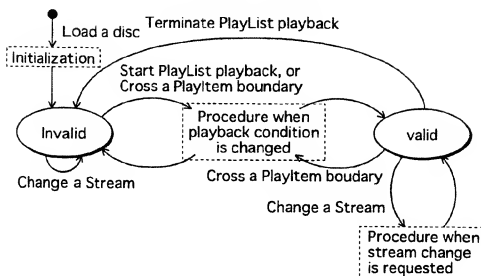 Terminate PlayList playback
Load a disc
Initialization
Start PlayList playback, or
Cross a PlayItem boundary
Invalid
Procedure when
playback condition
is changed
valid
Change a Stream
Cross a PlayItem boudary
Change a Stream
Procedure when
stream change
is requested